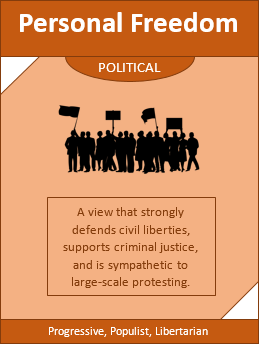 Personal Freedom
POLITICAL
A view that strongly
defends civil liberties,
supports criminal justice,
and is sympathetic to
large-scale protesting.
Progressive, Populist, Libertarian